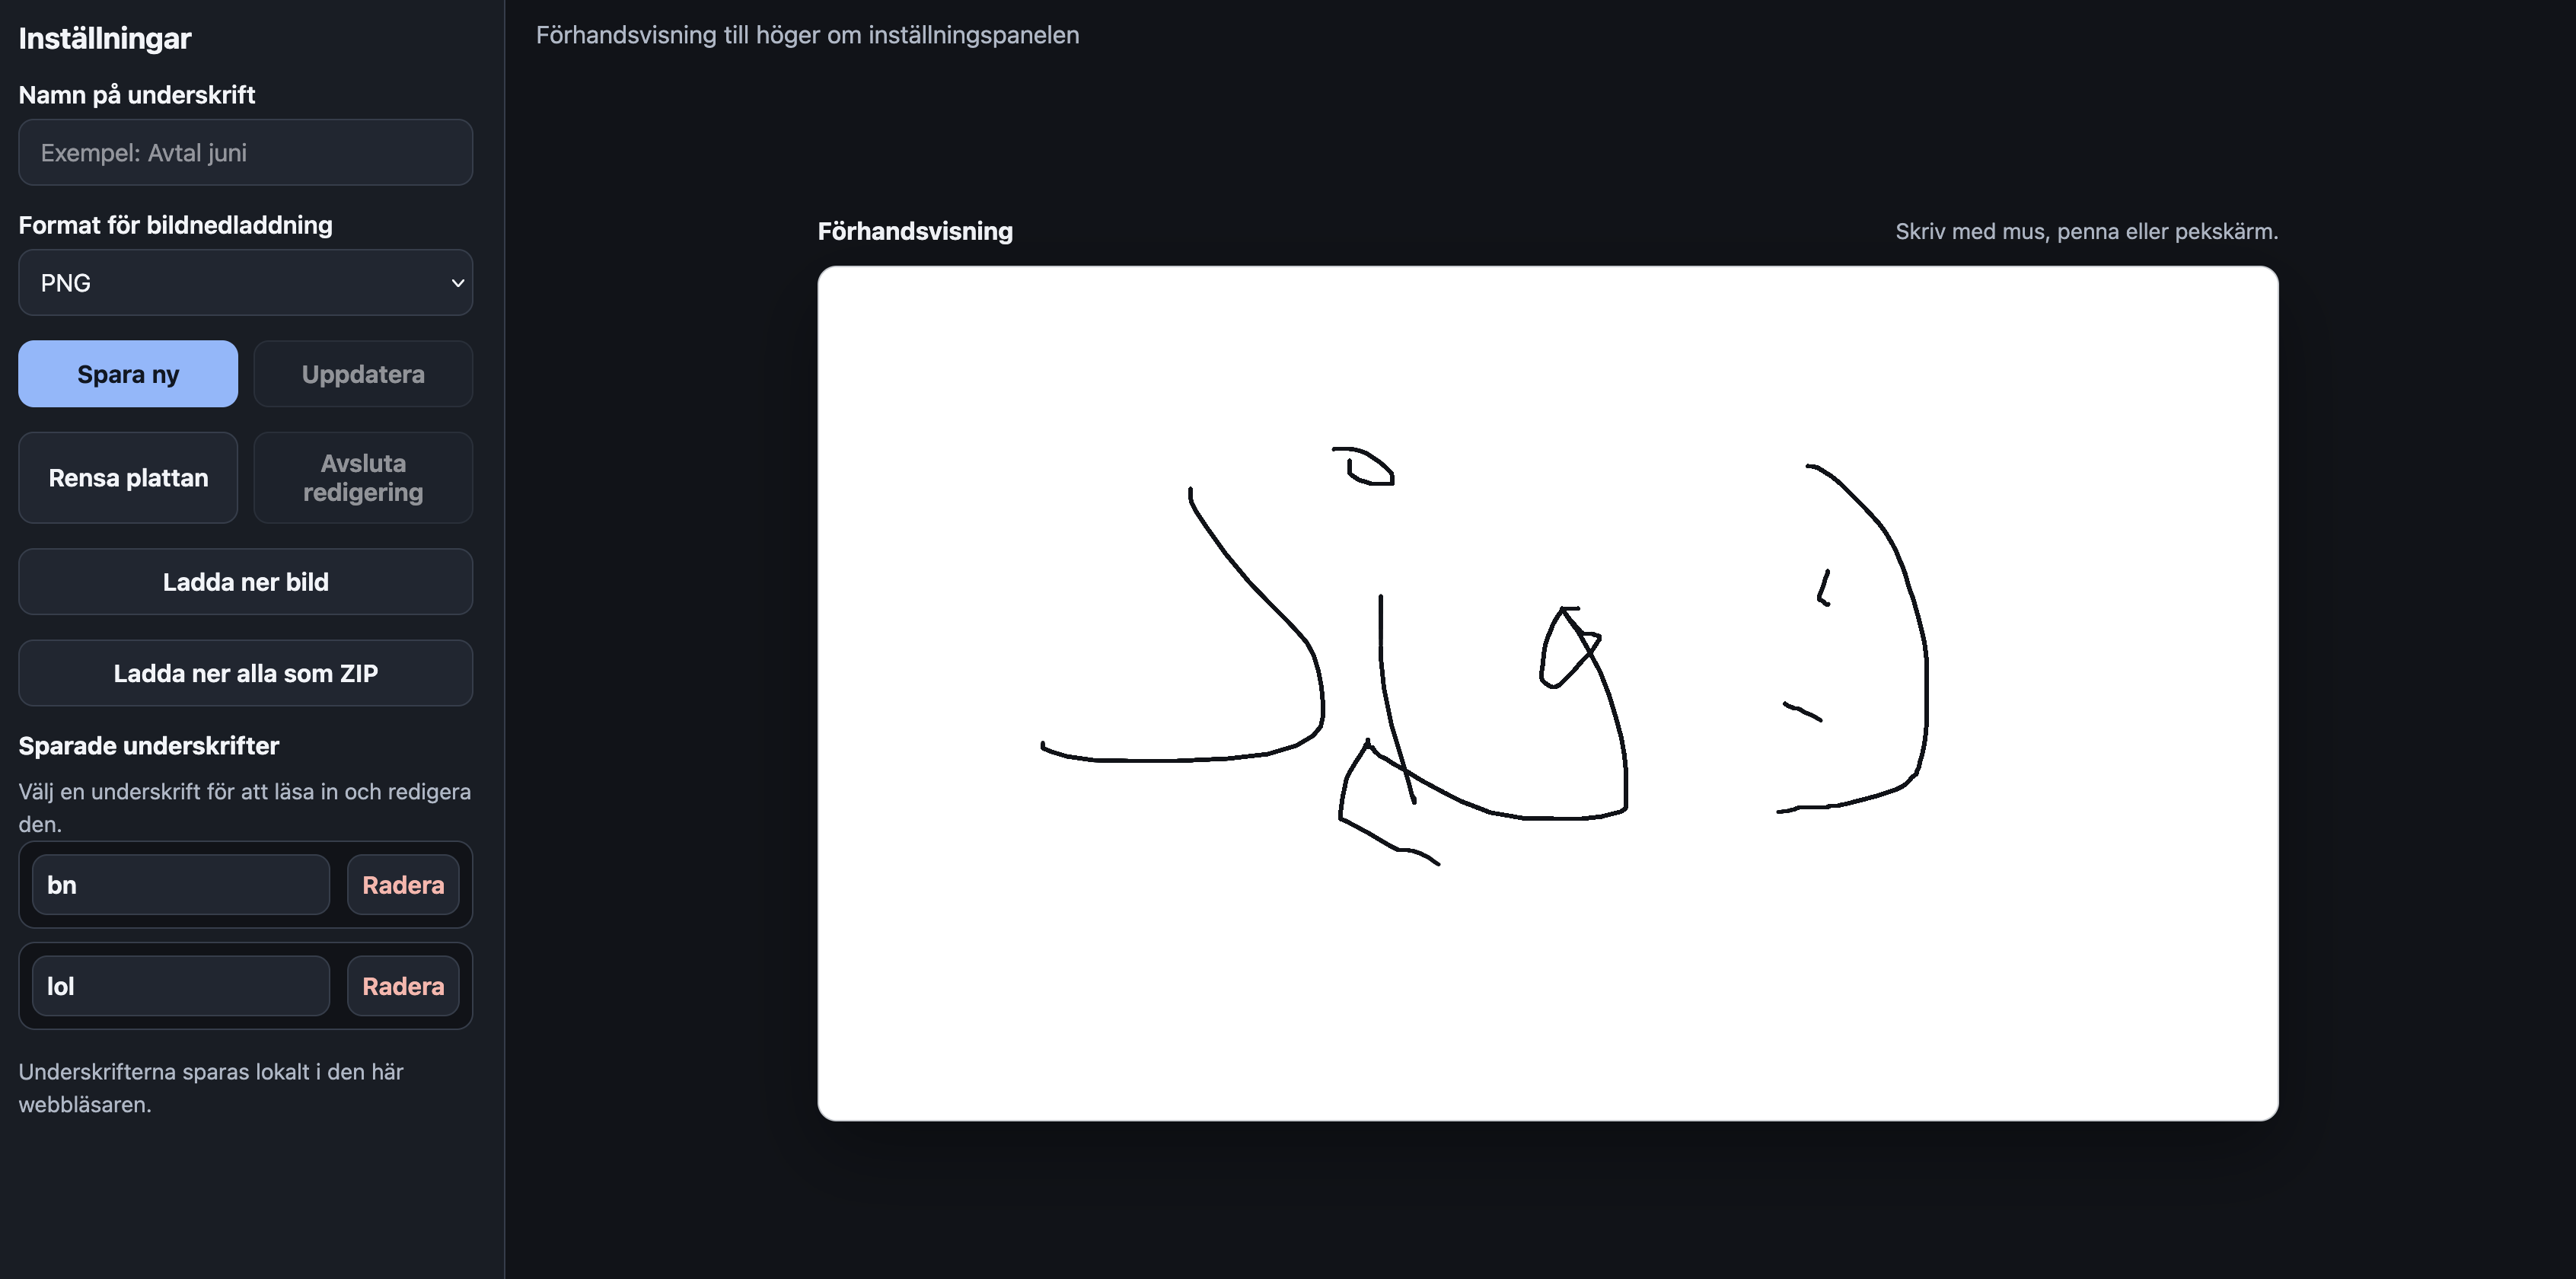 Inställningar
Namn på underskrift
Exempel: Avtal juni
Format för bildnedladdning
PNG
Spara ny
Uppdatera
Rensa plattan
Avsluta
redigering
Ladda ner bild
Ladda ner alla som ZIP
Sparade underskrifter
Välj en underskrift för att läsa in och redigera
den.
bn
Radera
lol
Radera
Underskrifterna sparas lokalt i den här
webbläsaren.
Förhandsvisning till höger om inställningspanelen
Förhandsvisning
Skriv med mus, penna eller pekskärm.